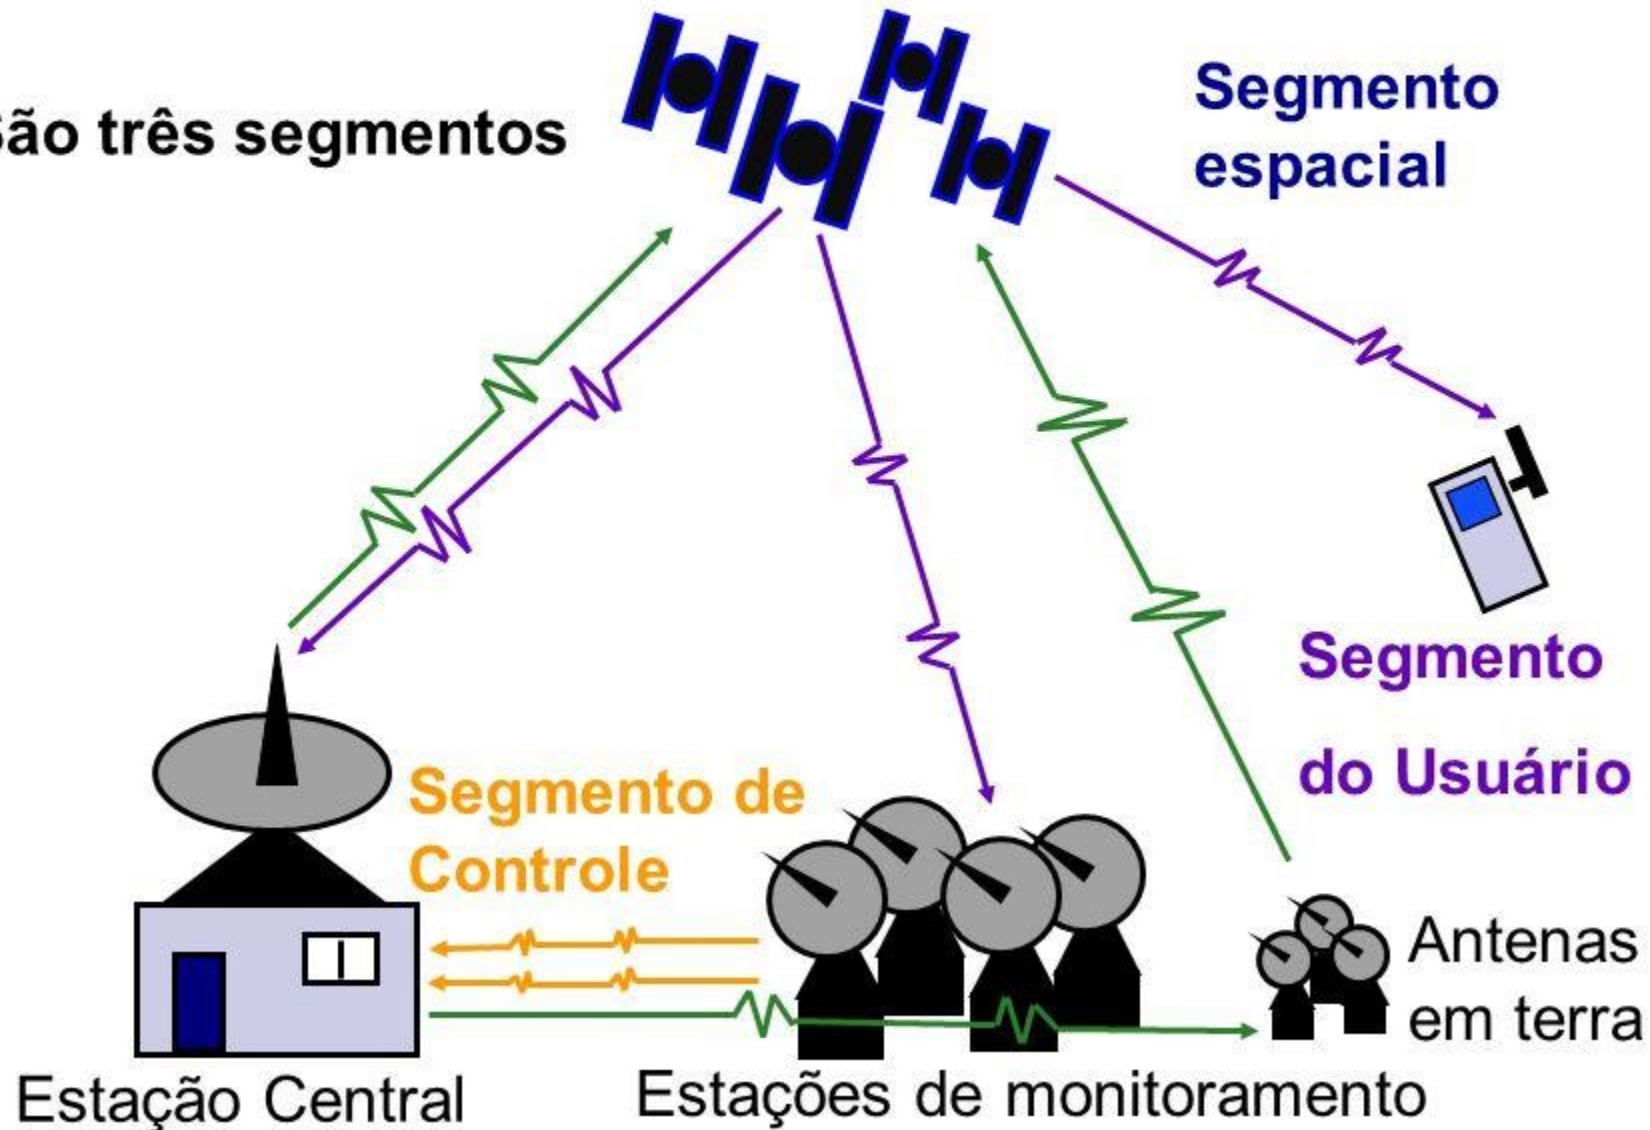 ão três segmentos
Segmento
espacial
Segmento
do Usuário
Segmento de
Controle
Antenas
em terra
Estação Central
Estações de monitoramento